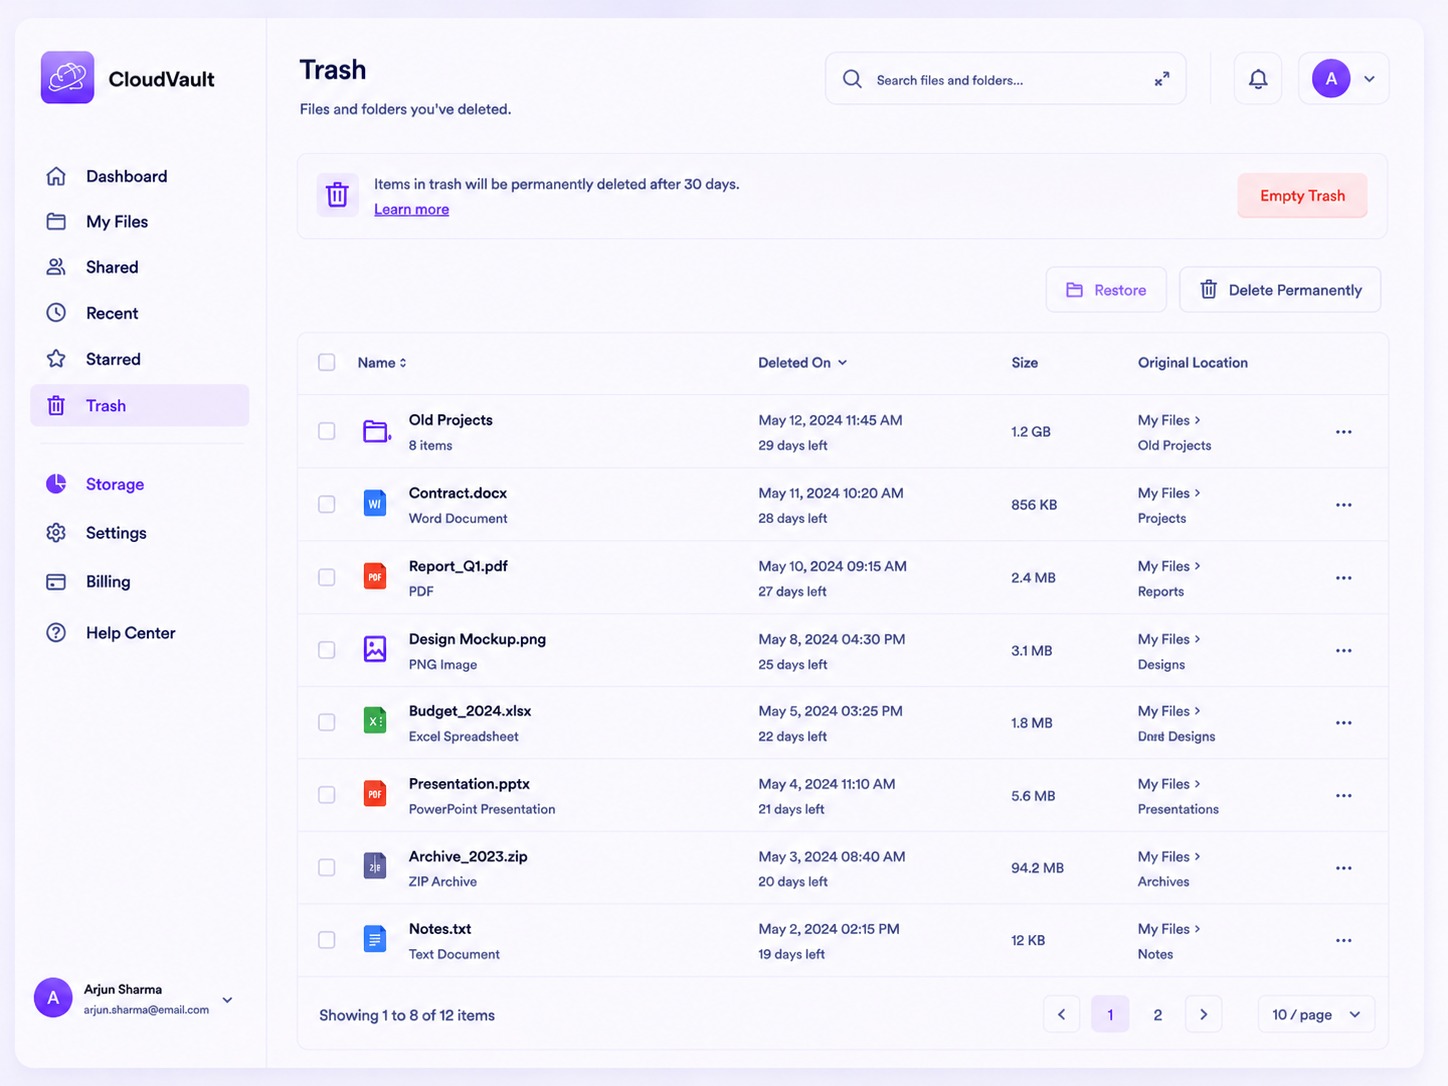 CloudVault
Dashboard
My Files
Shared
Recent
Starred
Trash
Storage
Settings
Billing
Help Center
A
Arjun Sharma
arjun.sharma@email.com
Trash
Files and folders you've deleted.
Search files and folders...
A
Items in trash will be permanently deleted after 30 days.
Learn more
Empty Trash
Restore
Delete Permanently
Name
Deleted On
Size
Original Location
Old Projects
8 items
May 12, 2024 11:45 AM
29 days left
1.2 GB
My Files >
Old Projects
W
Contract.docx
Word Document
May 11, 2024 10:20 AM
28 days left
856 KB
My Files >
Projects
PDF
Report_Q1.pdf
PDF
May 10, 2024 09:15 AM
27 days left
2.4 MB
My Files >
Reports
Design Mockup.png
PNG Image
May 8, 2024 04:30 PM
25 days left
3.1 MB
My Files >
Designs
X
Budget_2024.xlsx
Excel Spreadsheet
May 5, 2024 03:25 PM
22 days left
1.8 MB
My Files >
Designs
PDF
Presentation.pptx
PowerPoint Presentation
May 4, 2024 11:10 AM
21 days left
5.6 MB
My Files >
Presentations
Archive_2023.zip
ZIP Archive
May 3, 2024 08:40 AM
20 days left
94.2 MB
My Files >
Archives
Notes.txt
Text Document
May 2, 2024 02:15 PM
19 days left
12 KB
My Files >
Notes
Showing 1 to 8 of 12 items
1
2
10 / page